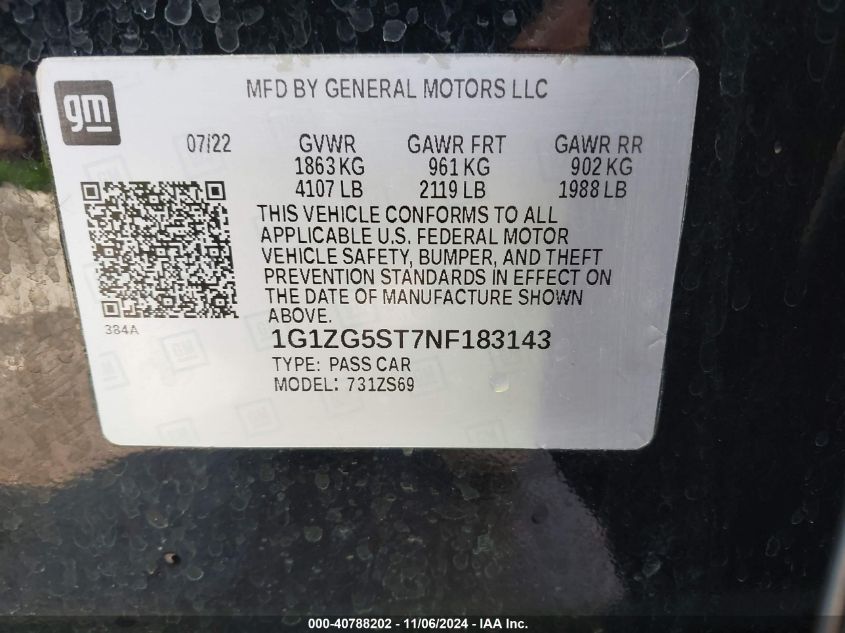 gm
MFD BY GENERAL MOTORS LLC
07/22 GVWR GAWR FRT GAWR RR
1863 KG 961 KG 902 KG
4107 LB 2119 LB 1988 LB
THIS VEHICLE CONFORMS TO ALL
APPLICABLE U.S. FEDERAL MOTOR
VEHICLE SAFETY, BUMPER, AND THEFT
PREVENTION STANDARDS IN EFFECT ON
THE DATE OF MANUFACTURE SHOWN
ABOVE.
384A
1G1ZG5ST7NF183143
TYPE: PASS CAR
MODEL: 731ZS69
000-40788202 - 11/06/2024 - IAA Inc.